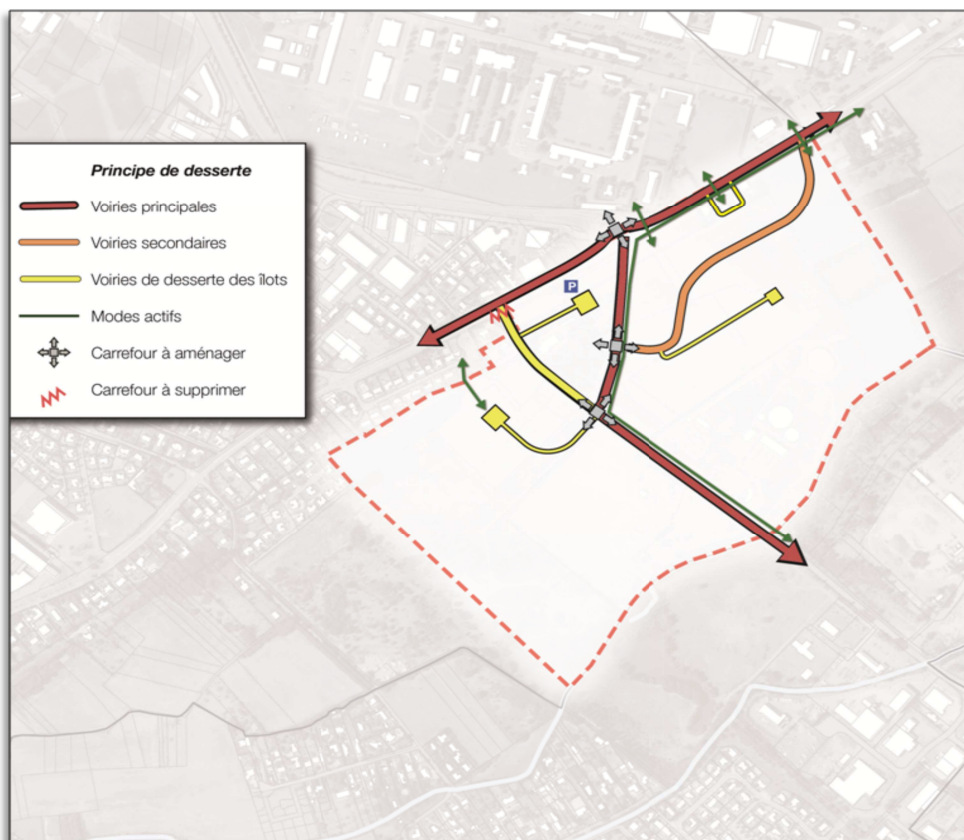 Principe de desserte
Voiries principales
Voiries secondaires
Voiries de desserte des îlots
Modes actifs
Carrefour à aménager
Carrefour à supprimer
P